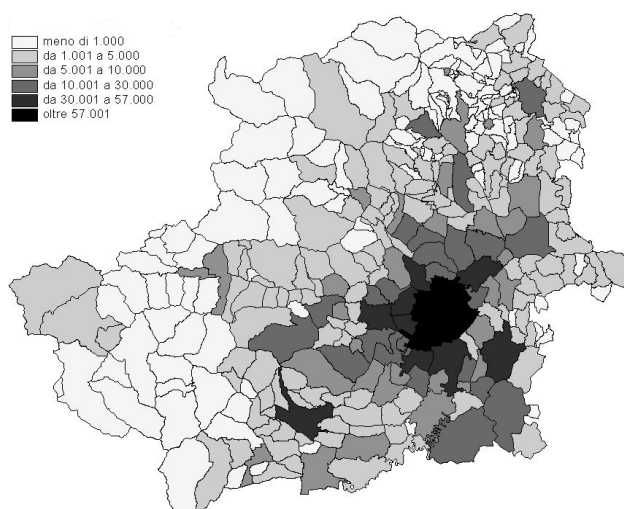 meno di 1.000
da 1.001 a 5.000
da 5.001 a 10.000
da 10.001 a 30.000
da 30.001 a 57.000
oltre 57.001